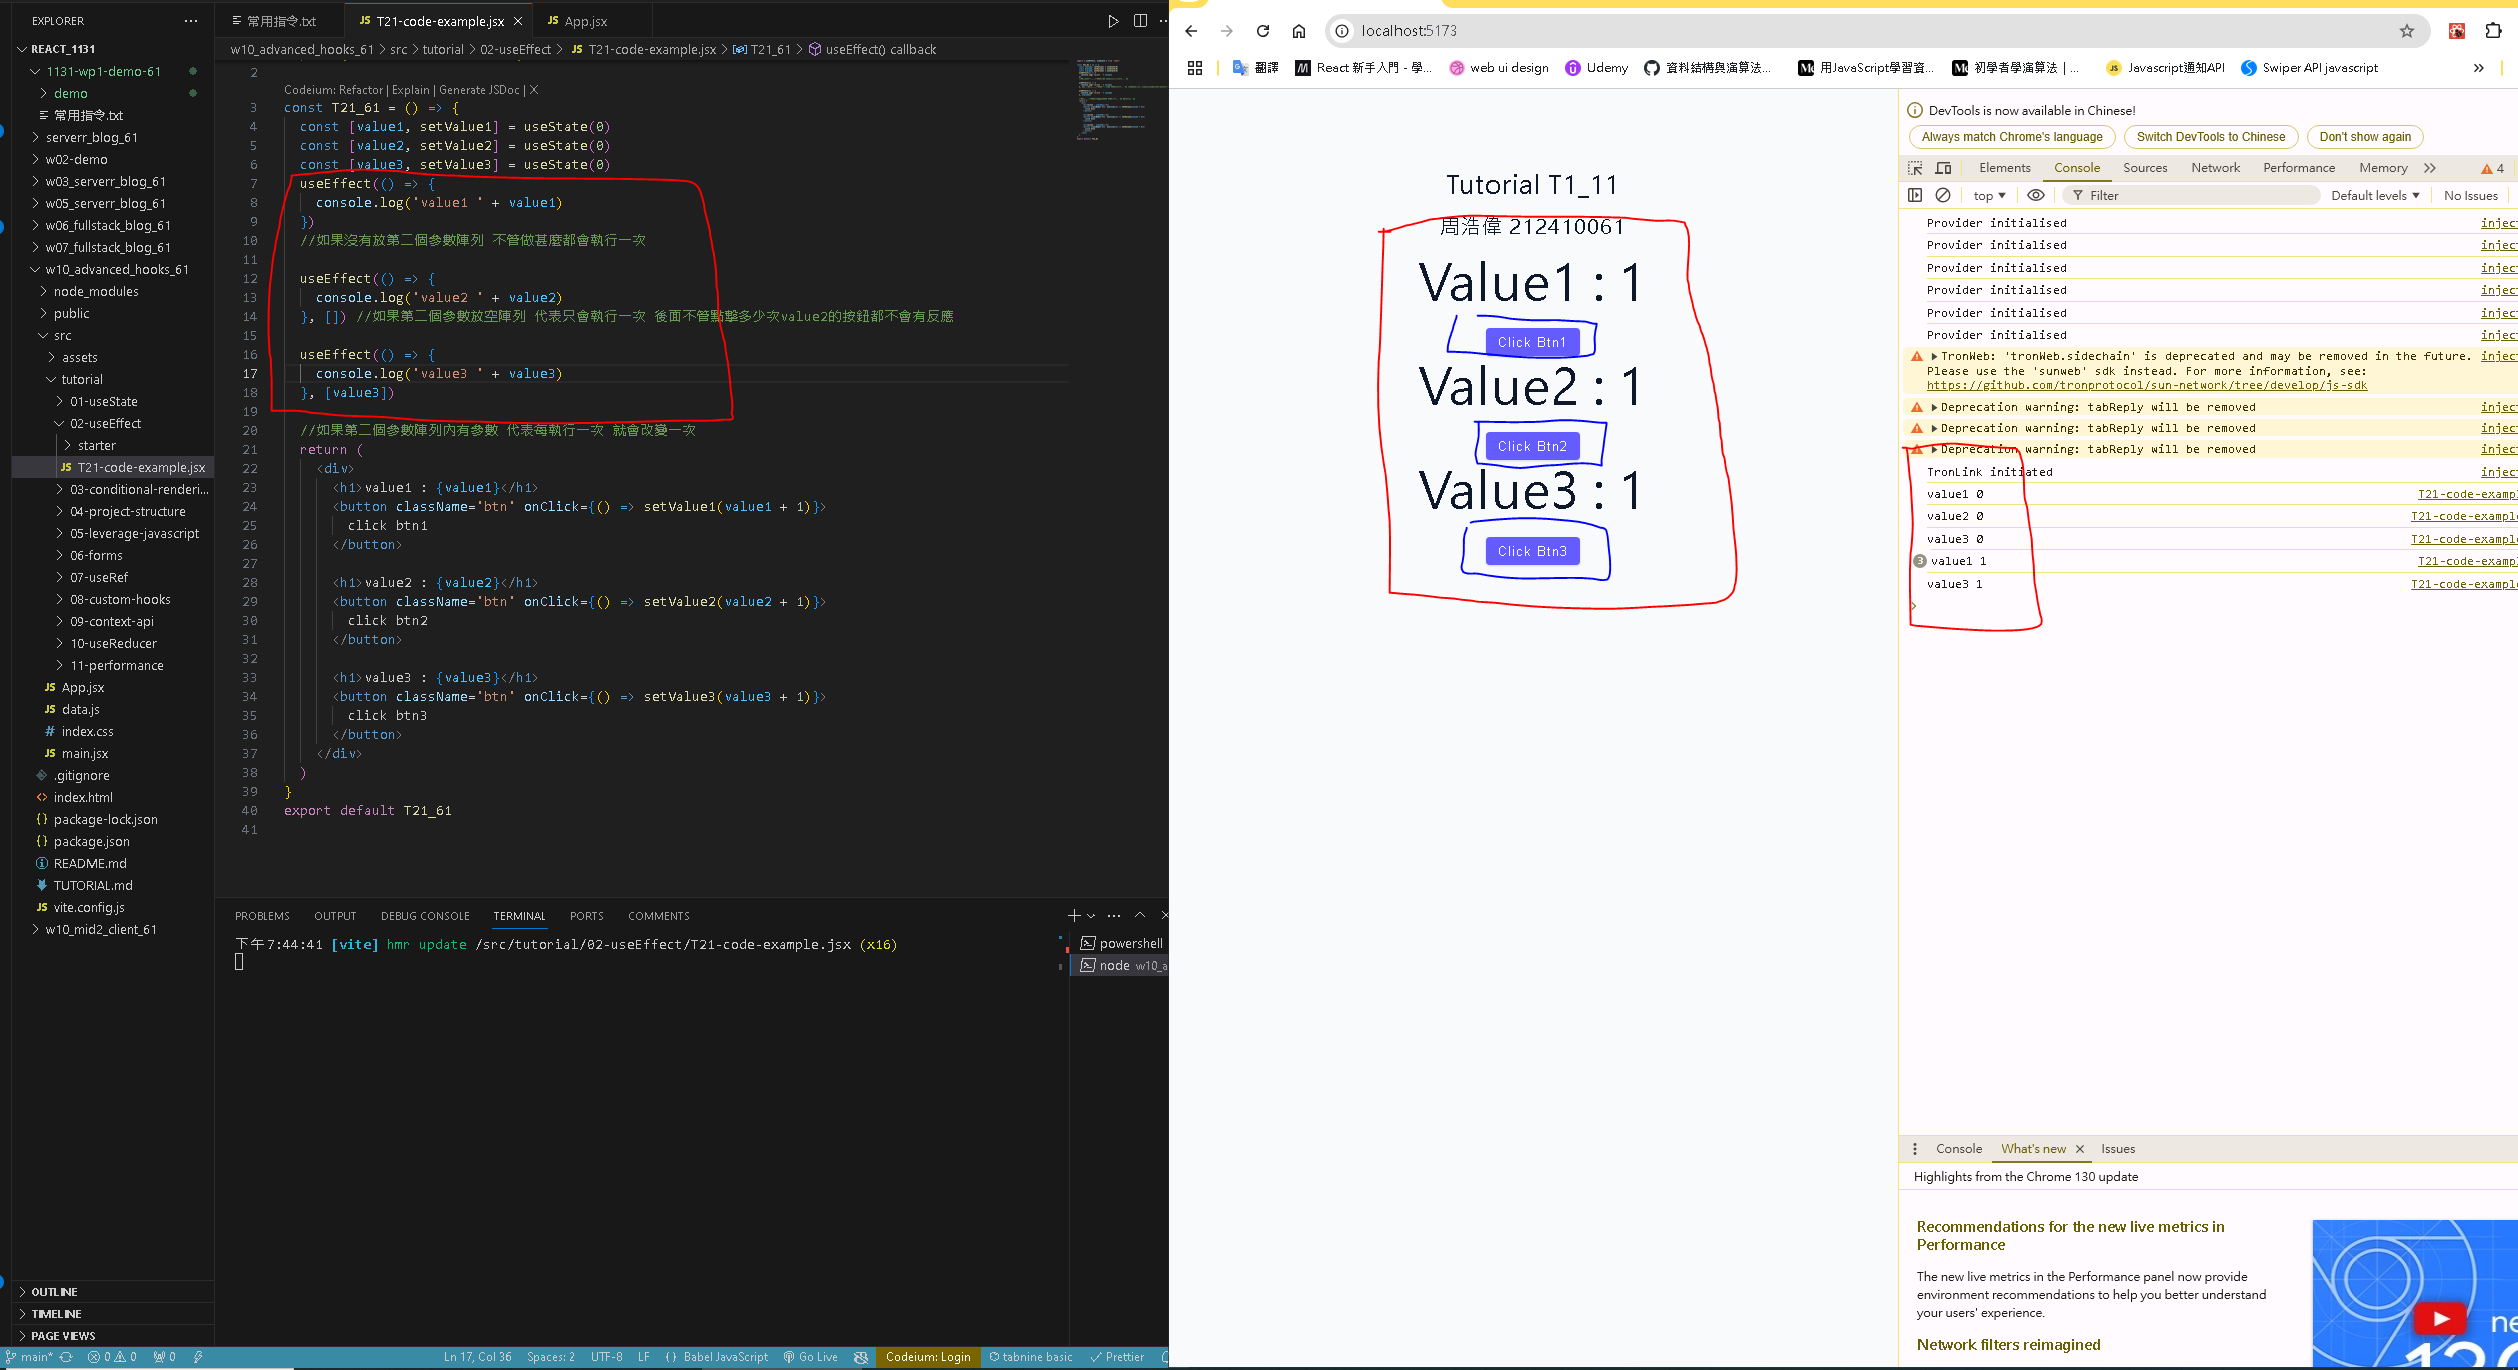 EXPLORER
REACT_1131
1131-wp1-demo-61
demo
常用指令.txt
serverr_blog_61
w02-demo
w03_serverr_blog_61
w05_serverr_blog_61
w06_fullstack_blog_61
w07_fullstack_blog_61
w10_advanced_hooks_61
node_modules
public
src
assets
tutorial
01-useState
02-useEffect
starter
JS T21-code-example.jsx
03-conditional-renderi...
04-project-structure
05-leverage-javascript
06-forms
07-useRef
08-custom-hooks
09-context-api
10-useReducer
11-performance
JS App.jsx
JS data.js
# index.css
JS main.jsx
.gitignore
<> index.html
{} package-lock.json
{} package.json
README.md
TUTORIAL.md
JS vite.config.js
w10_mid2_client_61
OUTLINE
TIMELINE
PAGE VIEWS
常用指令.txt
JS T21-code-example.jsx
JS App.jsx
w10_advanced_hooks_61 > src > tutorial > 02-useEffect > JS T21-code-example.jsx > T21_61 > useEffect() callback
2
Codeium: Refactor | Explain | Generate JSDoc | X
3 const T21_61 = () => {
4 const [value1, setValue1] = useState(0)
5 const [value2, setValue2] = useState(0)
6 const [value3, setValue3] = useState(0)
7 useEffect(() => {
8 console.log('value1 ' + value1)
9 })
10 //如果沒有放第二個參數陣列 不管做甚麼都會執行一次
11
12 useEffect(() => {
13 console.log('value2 ' + value2)
14 }, []) //如果第二個參數放空陣列 代表只會執行一次 後面不管點擊多少次value2的按鈕都不會有反應
15
16 useEffect(() => {
17 console.log('value3 ' + value3)
18 }, [value3])
19
20 //如果第二個參數陣列內有參數 代表每執行一次 就會改變一次
21 return (
22 <div>
23 <h1>value1 : {value1}</h1>
24 <button className='btn' onClick={() => setValue1(value1 + 1)}>
25 click btn1
26 </button>
27
28 <h1>value2 : {value2}</h1>
29 <button className='btn' onClick={() => setValue2(value2 + 1)}>
30 click btn2
31 </button>
32
33 <h1>value3 : {value3}</h1>
34 <button className='btn' onClick={() => setValue3(value3 + 1)}>
35 click btn3
36 </button>
37 </div>
38 )
39 }
40 export default T21_61
41
PROBLEMS OUTPUT DEBUG CONSOLE TERMINAL PORTS COMMENTS
下午7:44:41 [vite] hmr update /src/tutorial/02-useEffect/T21-code-example.jsx (x16)
powershell
node w10_a
main* 0 0 0
Ln 17, Col 36 Spaces: 2 UTF-8 LF {} Babel JavaScript Go Live Codeium: Login tabnine basic Prettier
localhost:5173
翻譯
React 新手入門 - 學...
web ui design
Udemy
資料結構與演算法...
用JavaScript學習資...
初學者學演算法 | ...
JS Javascript通知API
Swiper API javascript
Tutorial T1_11
周浩偉 212410061
Value1 : 1
Click Btn1
Value2 : 1
Click Btn2
Value3 : 1
Click Btn3
DevTools is now available in Chinese!
Always match Chrome's language Switch DevTools to Chinese Don't show again
Elements Console Sources Network Performance Memory 4
top Filter Default levels No Issues
Provider initialised injec
Provider initialised injec
Provider initialised injec
Provider initialised injec
Provider initialised injec
Provider initialised injec
TronWeb: 'tronWeb.sidechain' is deprecated and may be removed in the future. injec
Please use the 'sunweb' sdk instead. For more information, see:
https://github.com/tronprotocol/sun-network/tree/develop/js-sdk
Deprecation warning: tabReply will be removed injec
Deprecation warning: tabReply will be removed injec
Deprecation warning: tabReply will be removed injec
TronLink initiated injec
value1 0 T21-code-examp
value2 0 T21-code-example
value3 0 T21-code-example
3 value1 1 T21-code-examp
value3 1 T21-code-example
Console What's new Issues
Highlights from the Chrome 130 update
Recommendations for the new live metrics in
Performance
The new live metrics in the Performance panel now provide
environment recommendations to help you better understand
your users' experience.
Network filters reimagined
ne